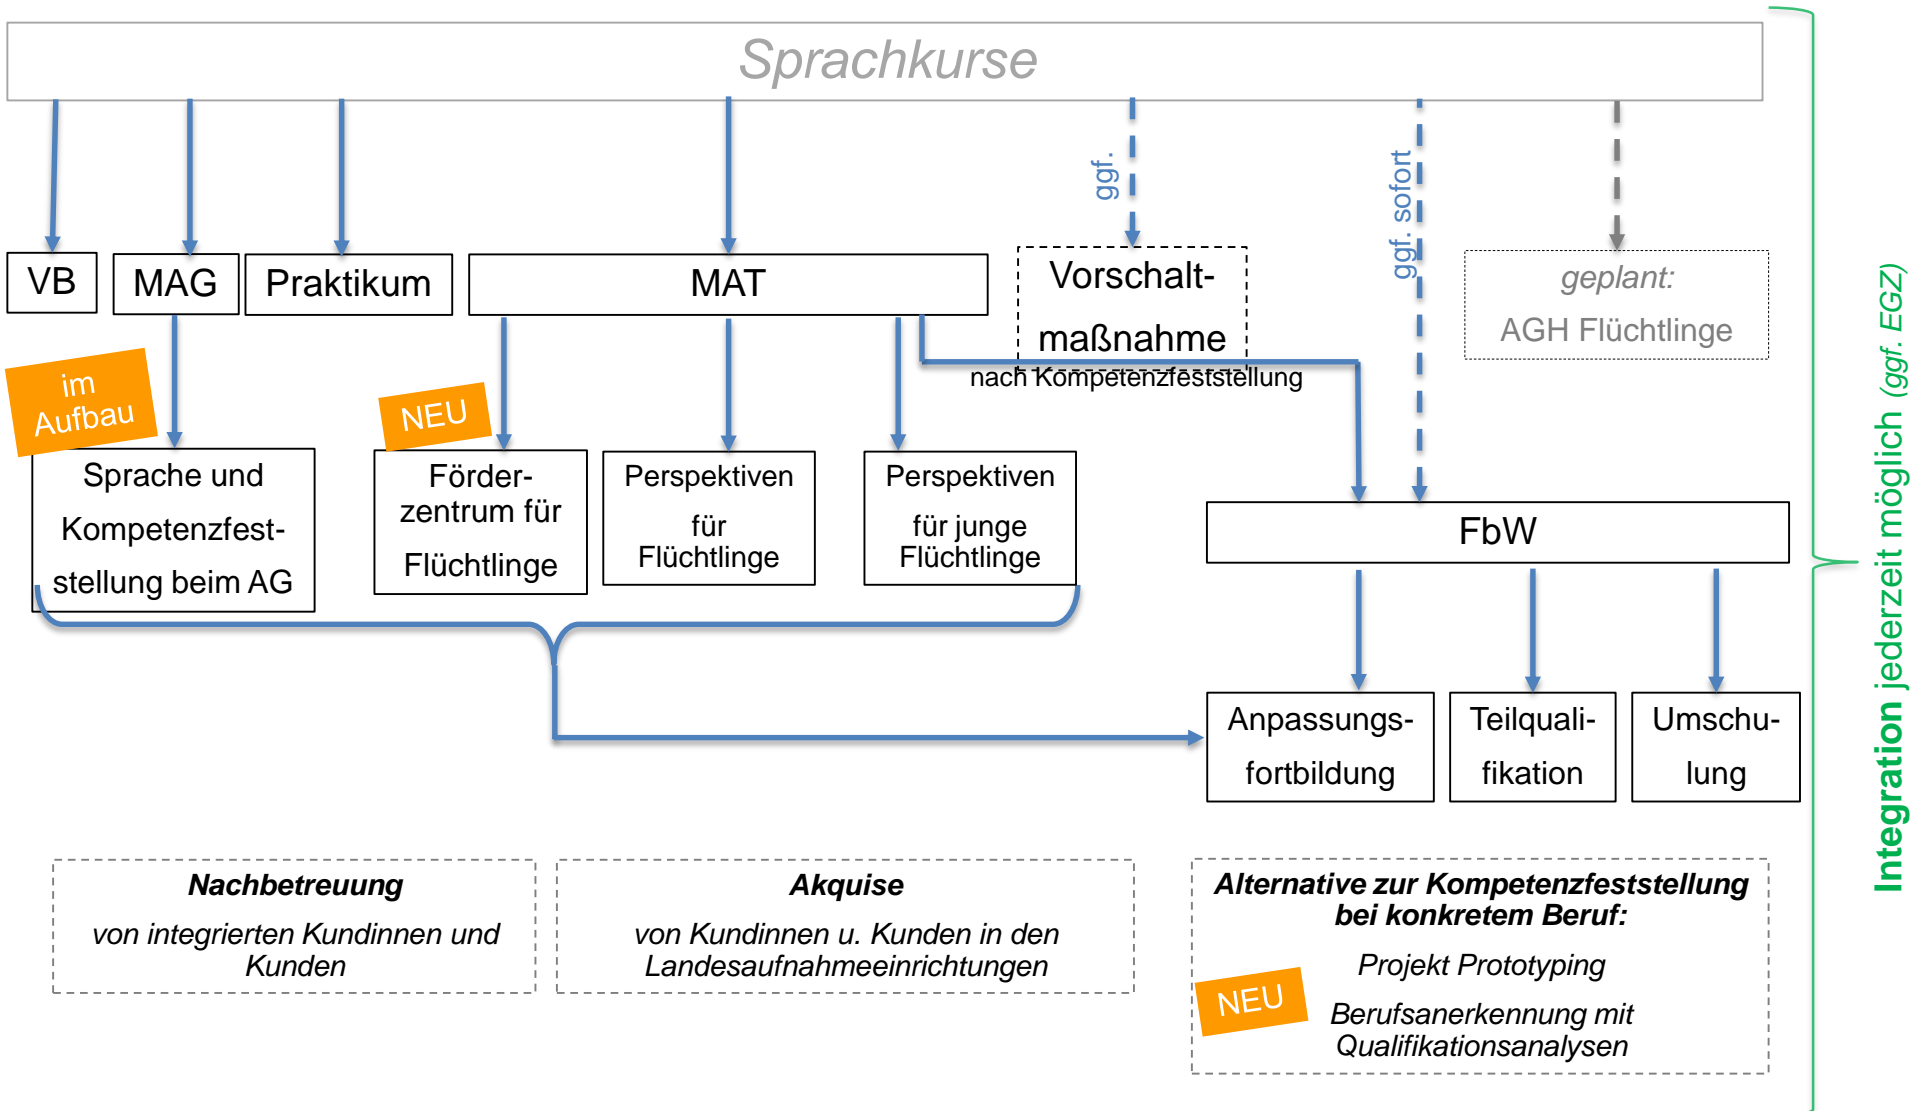 Sprachkurse
ggf.
ggf. sofort
VB
MAG
Praktikum
MAT
Vorschalt-
maßnahme
geplant:
AGH Flüchtlinge
nach Kompetenzfeststellung
im
Aufbau
NEU
Sprache und
Kompetenzfest-
stellung beim AG
Förder-
zentrum für
Flüchtlinge
Perspektiven
für
Flüchtlinge
Perspektiven
für junge
Flüchtlinge
FbW
Anpassungs-
fortbildung
Teilquali-
fikation
Umschu-
lung
Integration jederzeit möglich (ggf. EGZ)
Nachbetreuung
von integrierten Kundinnen und
Kunden
Akquise
von Kundinnen u. Kunden in den
Landesaufnahmeeinrichtungen
Alternative zur Kompetenzfeststellung
bei konkretem Beruf:
Projekt Prototyping
NEU
Berufsanerkennung mit
Qualifikationsanalysen